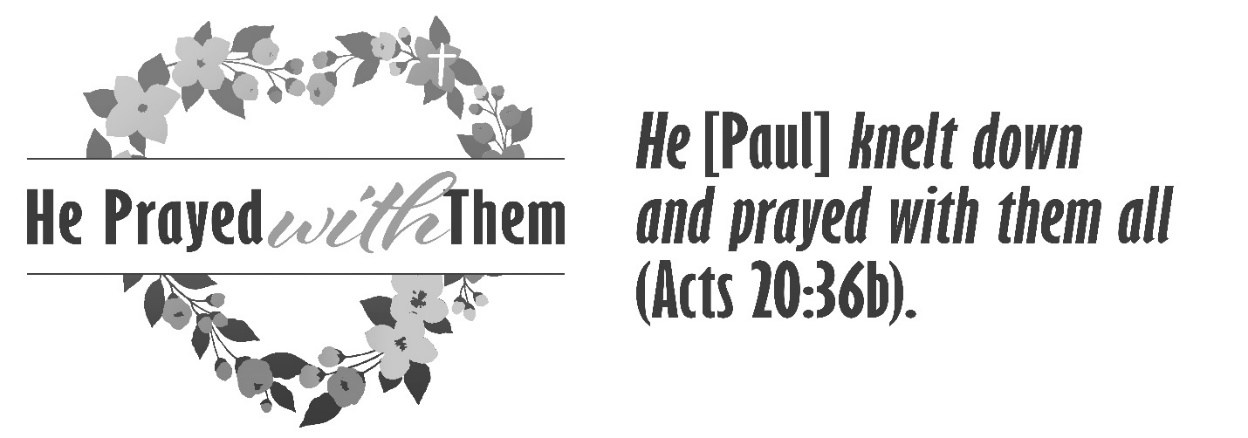 He Prayed with Them
He [Paul] knelt down
and prayed with them all
(Acts 20:36b).